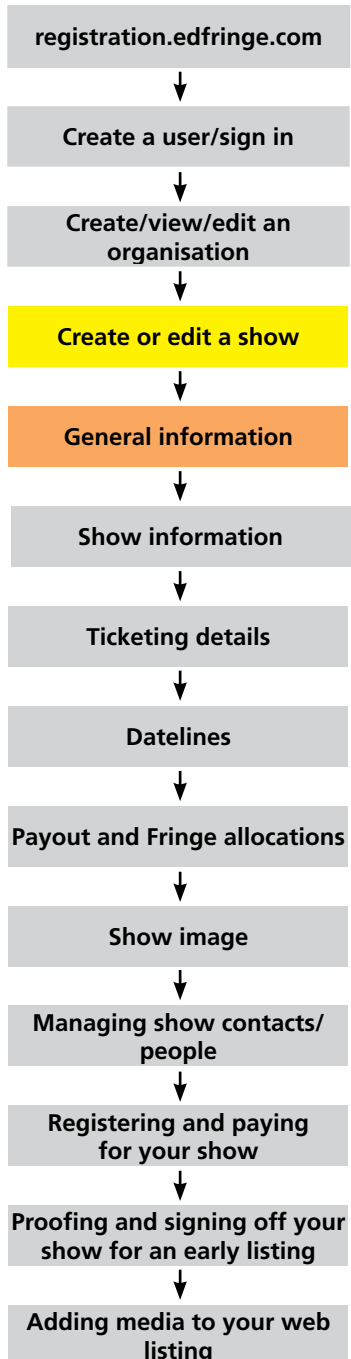 registration.edfringe.com
Create a user/sign in
Create/view/edit an
organisation
Create or edit a show
General information
Show information
Ticketing details
Datelines
Payout and Fringe allocations
Show image
Managing show contacts/
people
Registering and paying
for your show
Proofing and signing off your
show for an early listing
Adding media to your web
listing